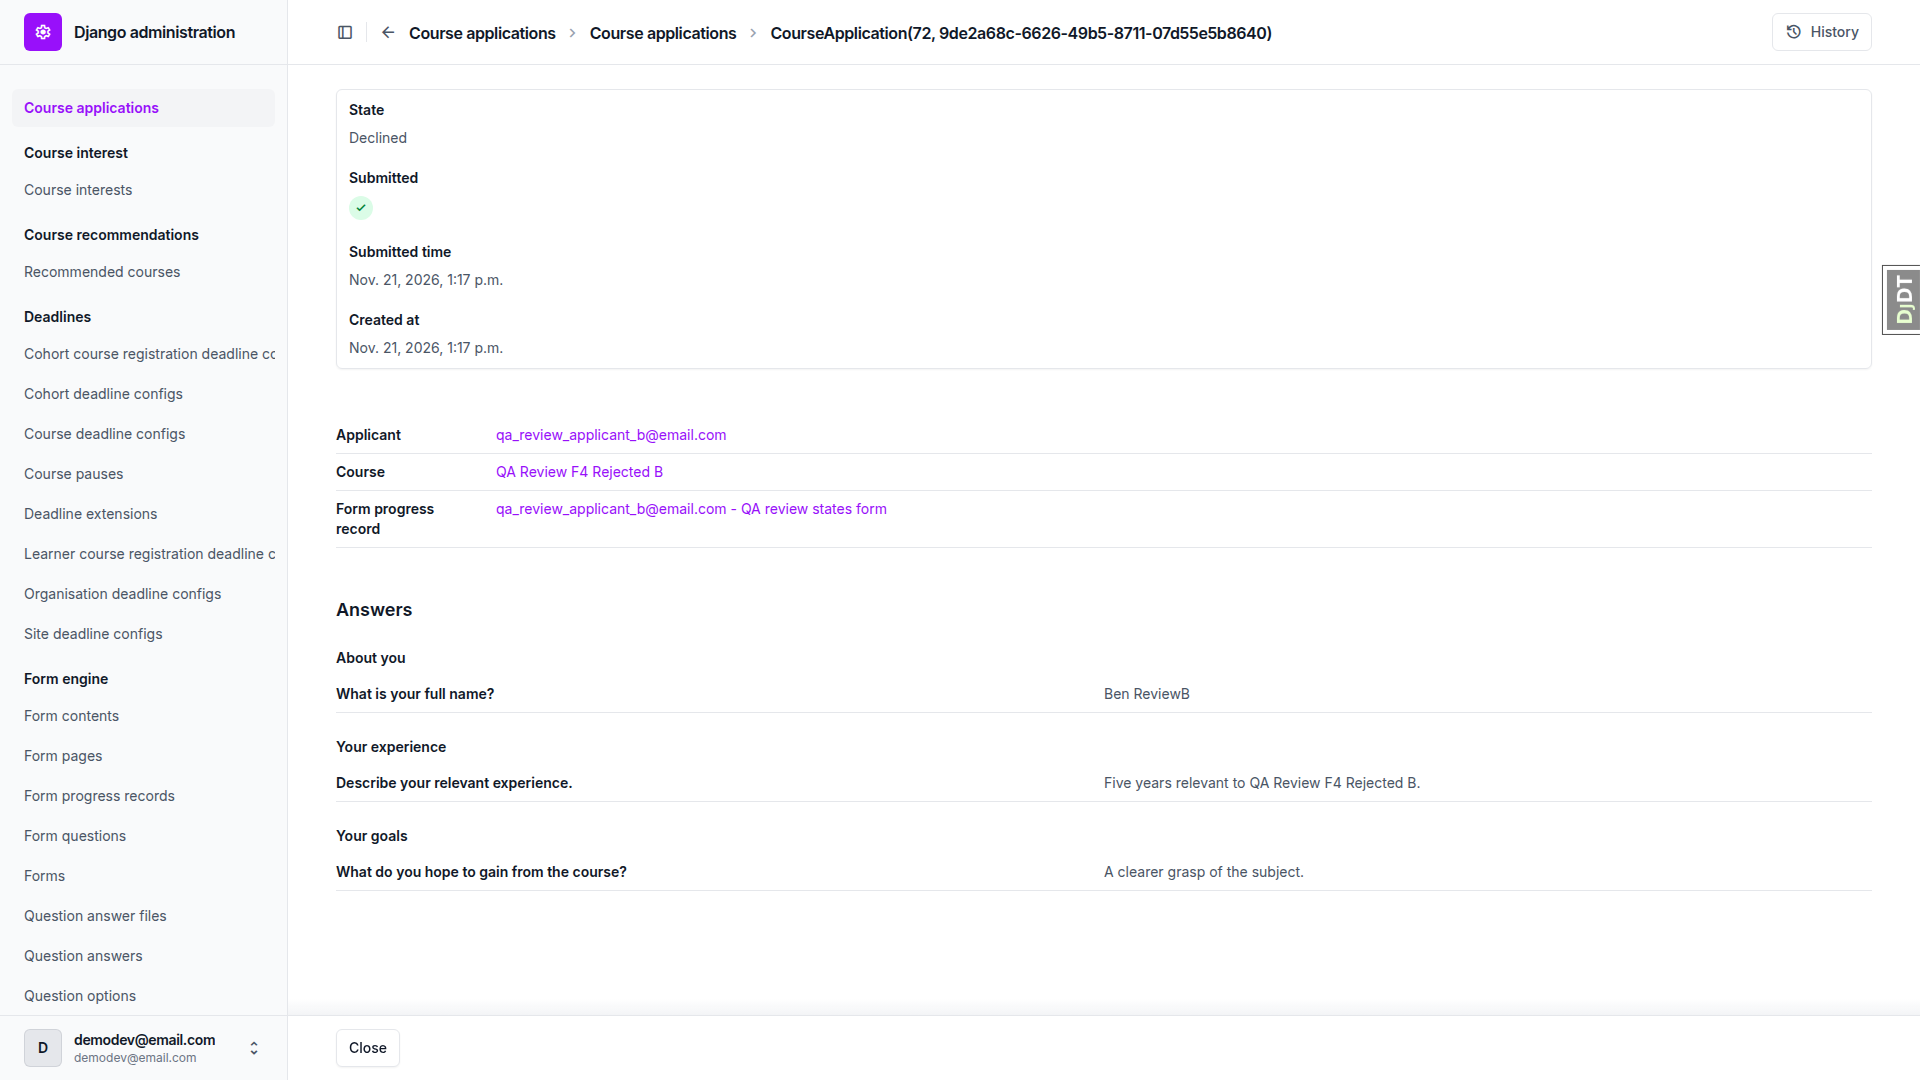 Django administration
Course applications
Course interest
Course interests
Course recommendations
Recommended courses
Deadlines
Cohort course registration deadline cc
Cohort deadline configs
Course deadline configs
Course pauses
Deadline extensions
Learner course registration deadline c
Organisation deadline configs
Site deadline configs
Form engine
Form contents
Form pages
Form progress records
Form questions
Forms
Question answer files
Question answers
Question options
D
demodev@email.com
demodev@email.com
Course applications
Course applications
CourseApplication(72, 9de2a68c-6626-49b5-8711-07d55e5b8640)
History
State
Declined
Submitted
Submitted time
Nov. 21, 2026, 1:17 p.m.
Created at
Nov. 21, 2026, 1:17 p.m.
DJDT
Applicant qa_review_applicant_b@email.com
Course QA Review F4 Rejected B
Form progress record qa_review_applicant_b@email.com - QA review states form
Answers
About you
What is your full name? Ben ReviewB
Your experience
Describe your relevant experience. Five years relevant to QA Review F4 Rejected B.
Your goals
What do you hope to gain from the course? A clearer grasp of the subject.
Close